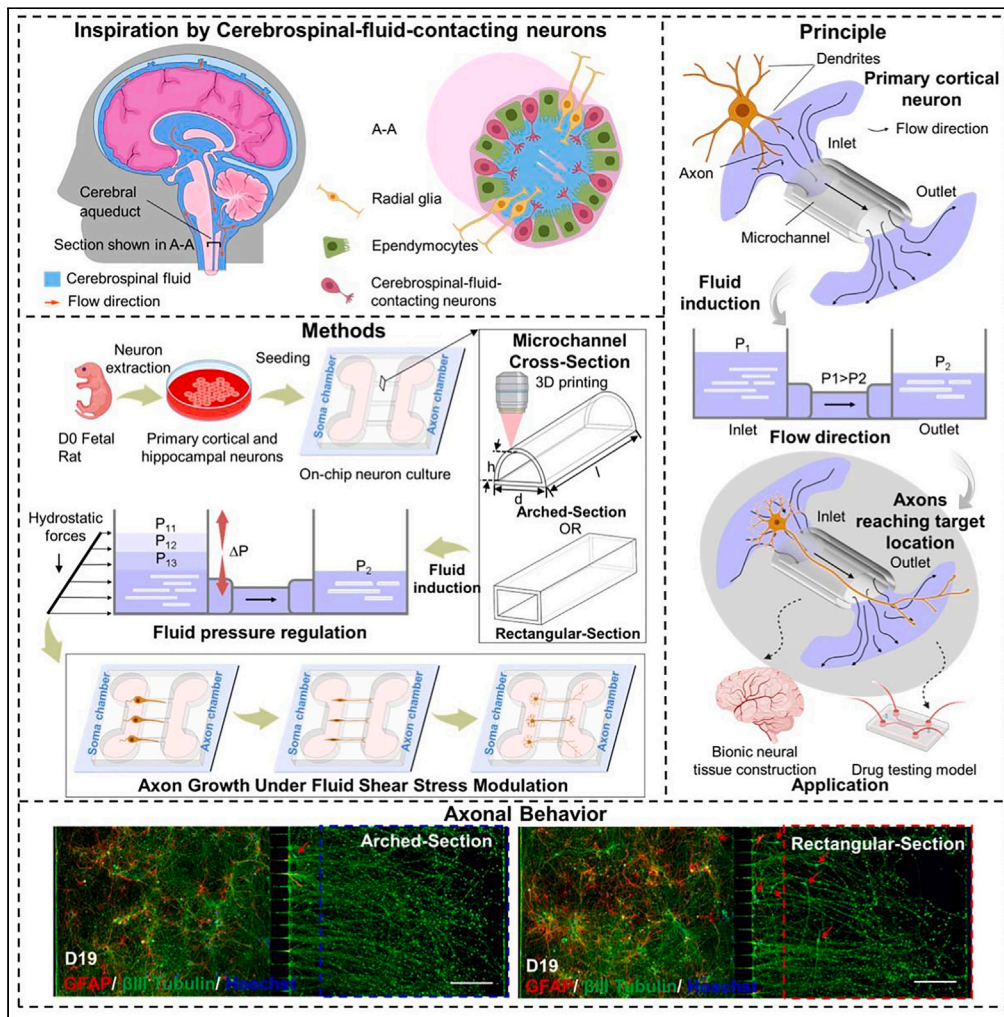 Inspiration by Cerebrospinal-fluid-contacting neurons
Cerebral
aqueduct
Section shown in A-A
Cerebrospinal fluid
Flow direction
A-A
Radial glia
Ependymocytes
Cerebrospinal-fluid-
contacting neurons
Principle
Dendrites
Primary cortical
neuron
Flow direction
Inlet
Axon
Outlet
Microchannel
Fluid
induction
P1
P1>P2
P2
Inlet
Outlet
Flow direction
Axons
reaching target
location
Inlet
Outlet
Bionic neural
tissue construction
Drug testing model
Application
Methods
Neuron
extraction
Seeding
D0 Fetal
Rat
Primary cortical and
hippocampal neurons
Soma chamber
Axon chamber
On-chip neuron culture
Microchannel
Cross-Section
3D printing
h
d
l
Arched-Section
OR
Rectangular-Section
Hydrostatic
forces
P11
P12
P13
ΔP
P2
Fluid
induction
Fluid pressure regulation
Soma chamber
Axon chamber
Soma chamber
Axon chamber
Soma chamber
Axon chamber
Axon Growth Under Fluid Shear Stress Modulation
Axonal Behavior
Arched-Section
D19
GFAP/ βIII Tubulin/ Hoechst
Rectangular-Section
D19
GFAP/ βIII Tubulin/ Hoechst